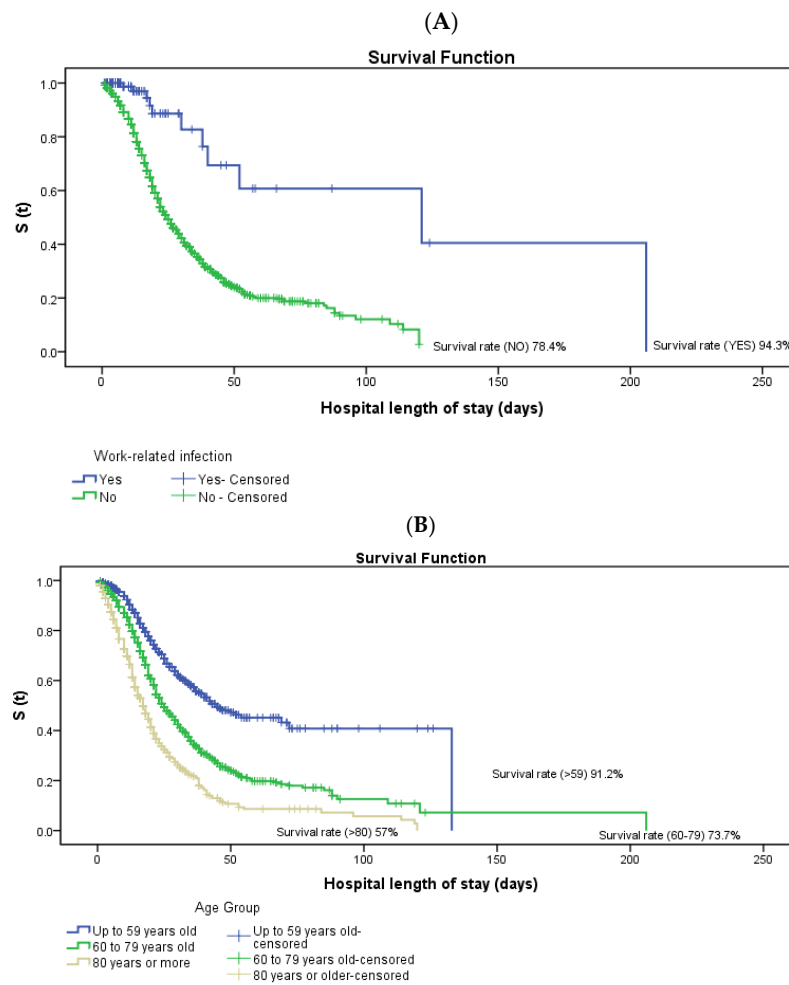 (A)
Survival Function
1.0
0.8
0.6
0.4
0.2
0.0
S (t)
Survival rate (NO) 78.4%
Survival rate (YES) 94.3%
0 50 100 150 200 250
Hospital length of stay (days)
Work-related infection
Yes Yes- Censored
No No - Censored
(B)
Survival Function
1.0
0.8
0.6
0.4
0.2
0.0
S (t)
Survival rate (>59) 91.2%
Survival rate (>80) 57%
Survival rate (60-79) 73.7%
0 50 100 150 200 250
Hospital length of stay (days)
Age Group
Up to 59 years old Up to 59 years old-
censored
60 to 79 years old 60 to 79 years old-censored
80 years or more 80 years or older-censored